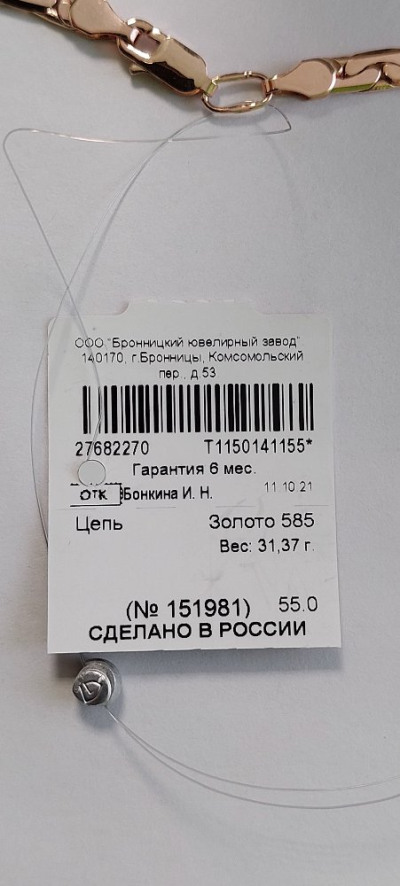 ООО "Бронницкий ювелирный завод"
140170, г.Бронницы, Комсомольский
пер., д 53
27682270 Т1150141155*
Гарантия 6 мес.
ОТК Бонкина И. Н. 11 10 21
Цепь Золото 585
Вес: 31,37 г.
(№ 151981) 55.0
СДЕЛАНО В РОССИИ